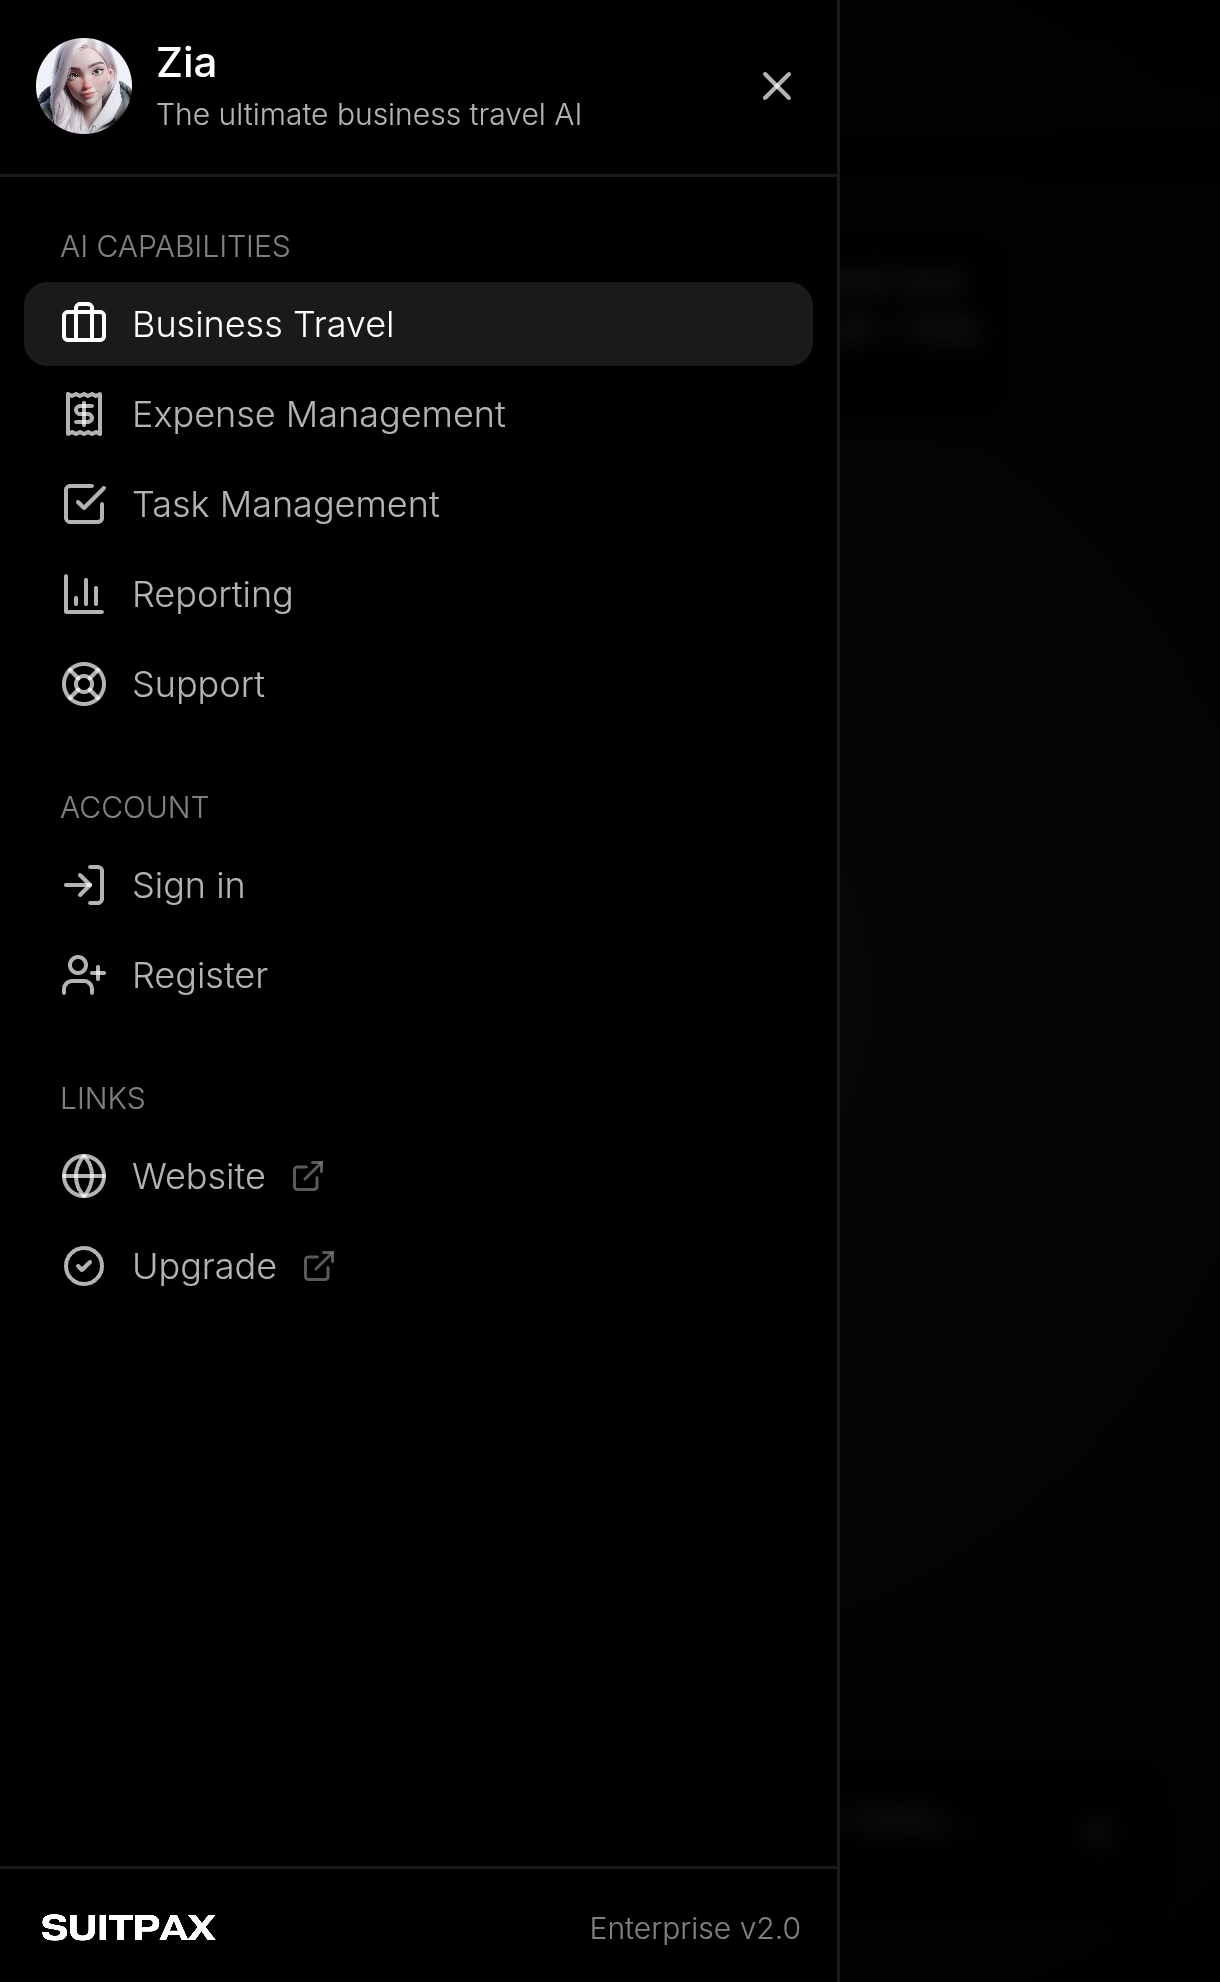 Zia
The ultimate business travel AI
AI CAPABILITIES
Business Travel
Expense Management
Task Management
Reporting
Support
ACCOUNT
Sign in
Register
LINKS
Website
Upgrade
SUITPAX
Enterprise v2.0